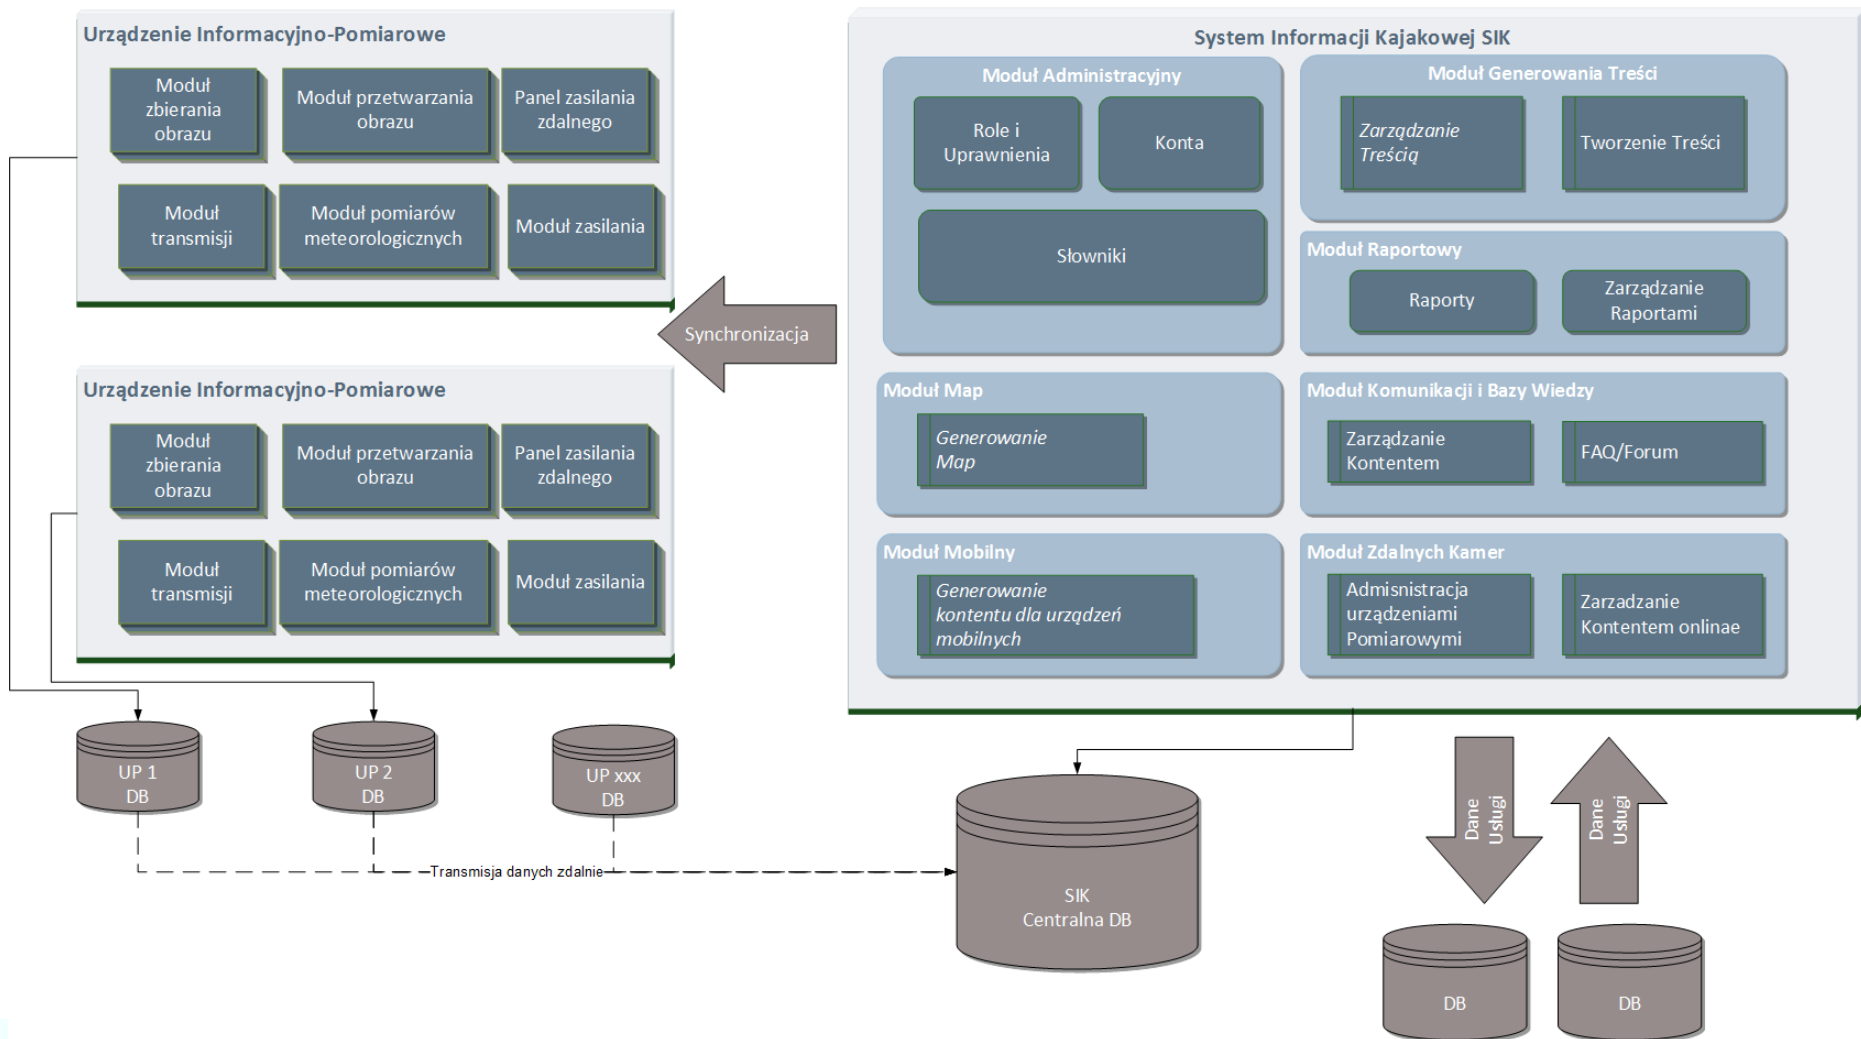 Urządzenie Informacyjno-Pomiarowe
Moduł
zbierania
obrazu
Moduł przetwarzania
obrazu
Panel zasilania
zdalnego
Moduł
transmisji
Moduł pomiarów
meteorologicznych
Moduł zasilania
Synchronizacja
Urządzenie Informacyjno-Pomiarowe
Moduł
zbierania
obrazu
Moduł przetwarzania
obrazu
Panel zasilania
zdalnego
Moduł
transmisji
Moduł pomiarów
meteorologicznych
Moduł zasilania
System Informacji Kajakowej SIK
Moduł Administracyjny
Role i
Uprawnienia
Konta
Słowniki
Moduł Generowania Treści
Zarządzanie
Treścią
Tworzenie Treści
Moduł Raportowy
Raporty
Zarządzanie
Raportami
Moduł Map
Generowanie
Map
Moduł Komunikacji i Bazy Wiedzy
Zarządzanie
Kontentem
FAQ/Forum
Moduł Mobilny
Generowanie
kontentu dla urządzeń
mobilnych
Moduł Zdalnych Kamer
Admisnistracja
urządzeniami
Pomiarowymi
Zarzadzanie
Kontentem onlinae
UP 1
DB
UP 2
DB
UP xxx
DB
Transmisja danych zdalnie
SIK
Centralna DB
Dane
Usługi
Dane
Usługi
DB
DB